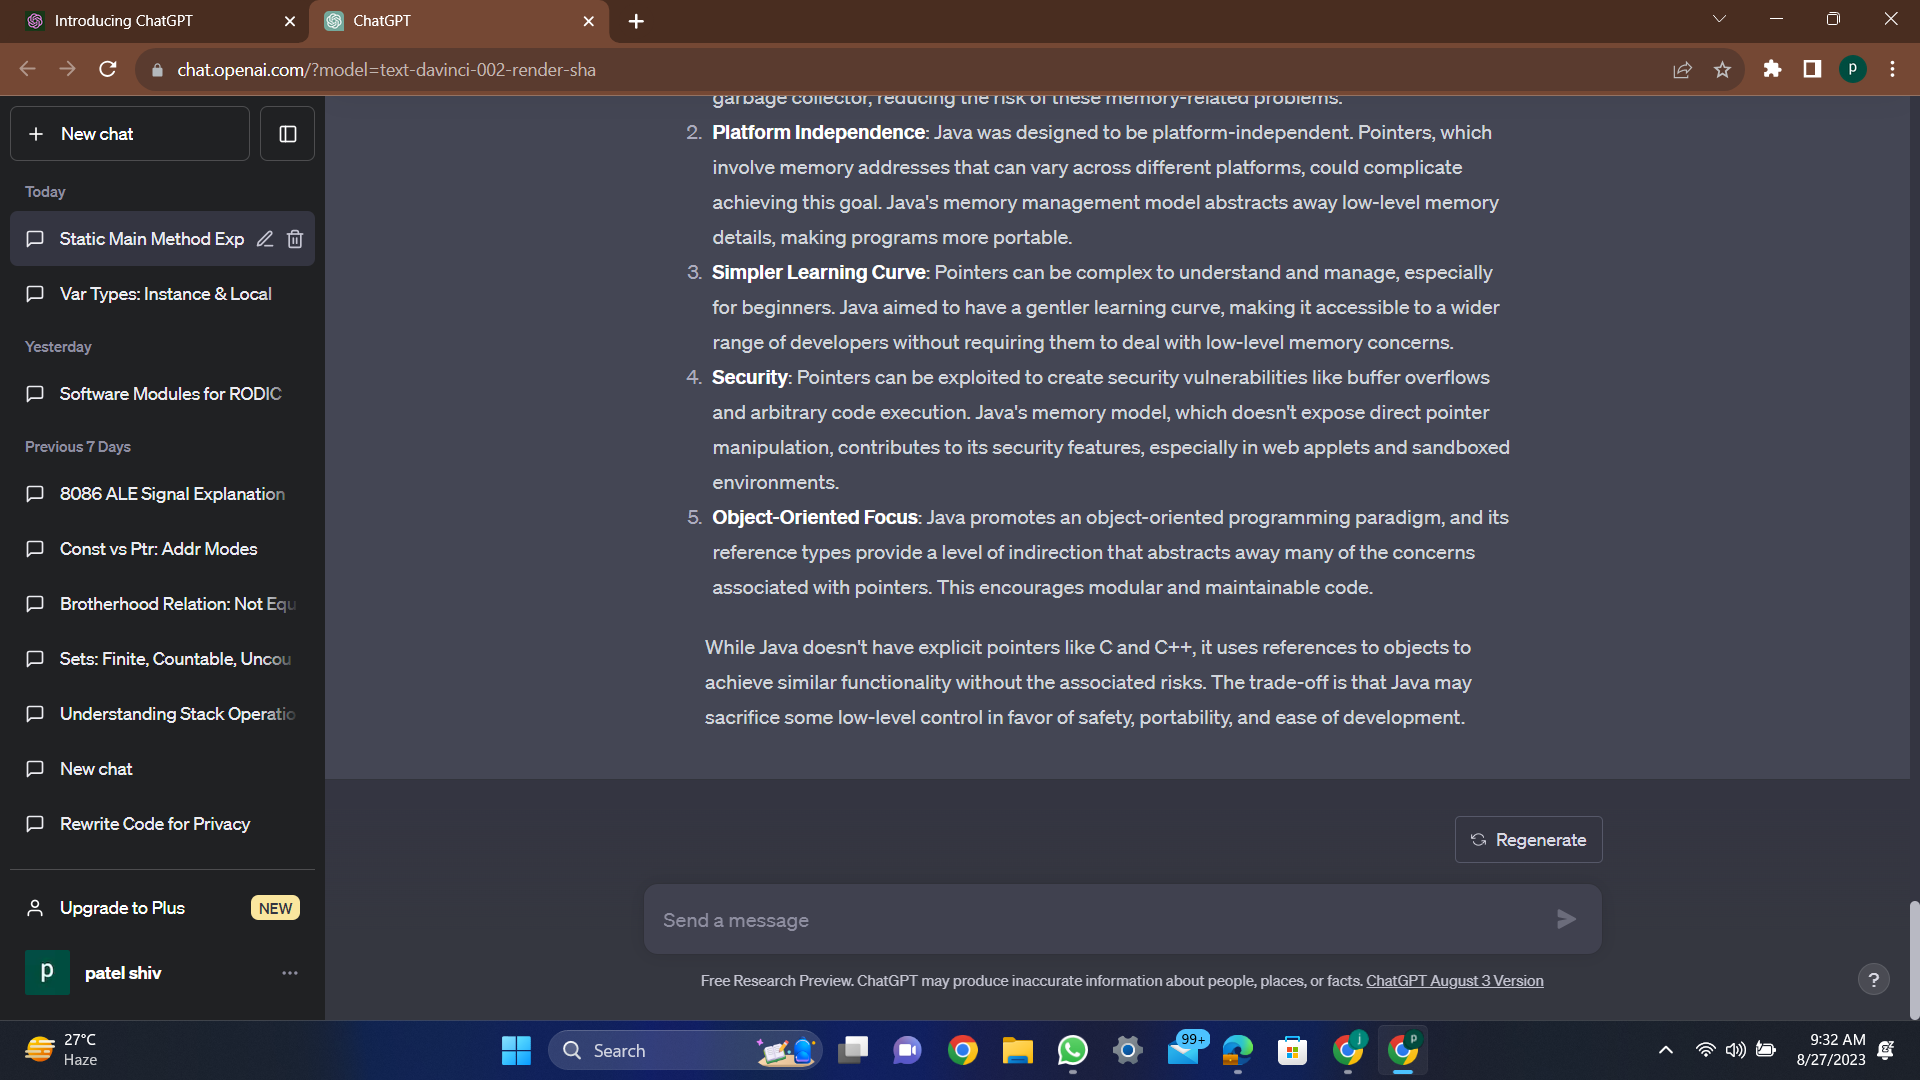 Introducing ChatGPT
ChatGPT
chat.openai.com/?model=text-davinci-002-render-sha
p
New chat
Today
Static Main Method Exp
Var Types: Instance & Local
Yesterday
Software Modules for RODIC
Previous 7 Days
8086 ALE Signal Explanation
Const vs Ptr: Addr Modes
Brotherhood Relation: Not Equ
Sets: Finite, Countable, Uncou
Understanding Stack Operatio
New chat
Rewrite Code for Privacy
Upgrade to Plus
NEW
p
patel shiv
garbage collector, reducing the risk of these memory-related problems.
2. Platform Independence: Java was designed to be platform-independent. Pointers, which
involve memory addresses that can vary across different platforms, could complicate
achieving this goal. Java's memory management model abstracts away low-level memory
details, making programs more portable.
3. Simpler Learning Curve: Pointers can be complex to understand and manage, especially
for beginners. Java aimed to have a gentler learning curve, making it accessible to a wider
range of developers without requiring them to deal with low-level memory concerns.
4. Security: Pointers can be exploited to create security vulnerabilities like buffer overflows
and arbitrary code execution. Java's memory model, which doesn't expose direct pointer
manipulation, contributes to its security features, especially in web applets and sandboxed
environments.
5. Object-Oriented Focus: Java promotes an object-oriented programming paradigm, and its
reference types provide a level of indirection that abstracts away many of the concerns
associated with pointers. This encourages modular and maintainable code.
While Java doesn't have explicit pointers like C and C++, it uses references to objects to
achieve similar functionality without the associated risks. The trade-off is that Java may
sacrifice some low-level control in favor of safety, portability, and ease of development.
Regenerate
Send a message
Free Research Preview. ChatGPT may produce inaccurate information about people, places, or facts. ChatGPT August 3 Version
?
27°C
Haze
Search
99+
j
p
9:32 AM
8/27/2023